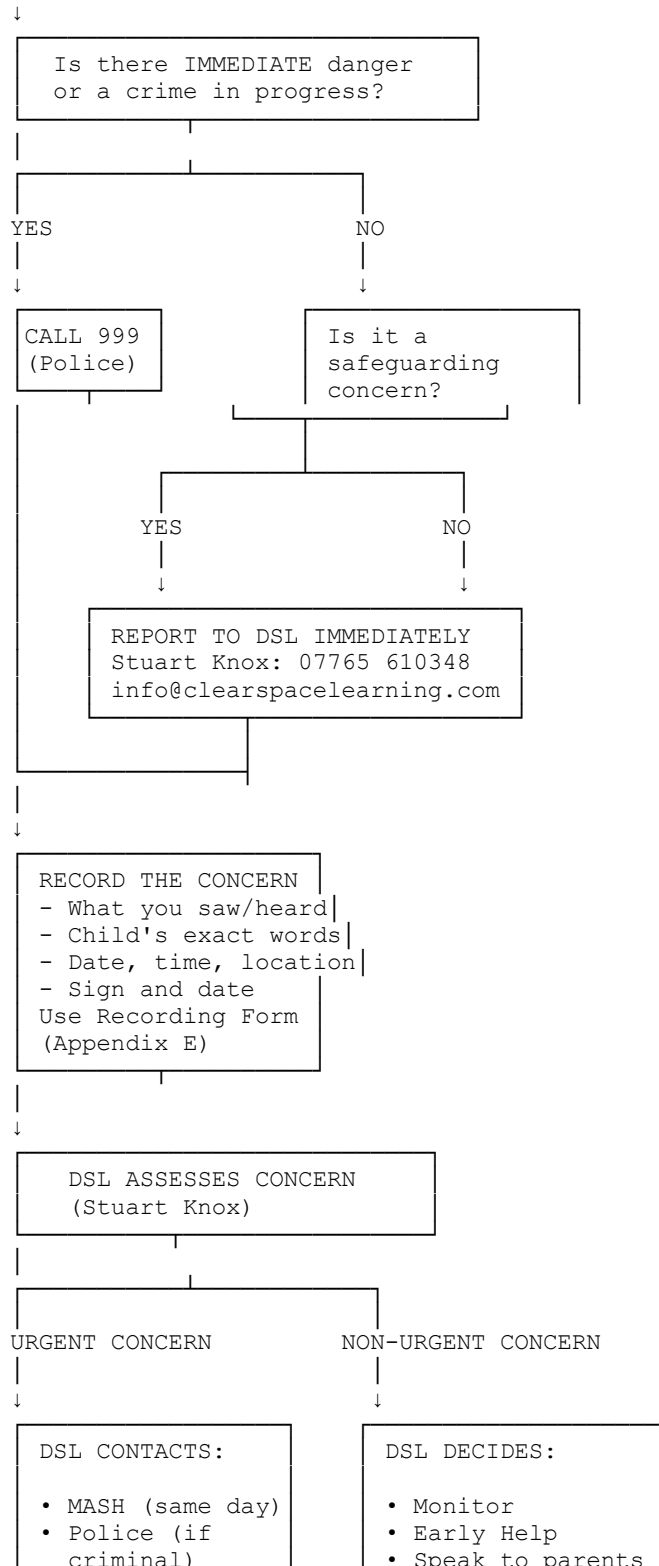 Is there IMMEDIATE danger
or a crime in progress?
YES NO
CALL 999
(Police)
Is it a
safeguarding
concern?
YES NO
REPORT TO DSL IMMEDIATELY
Stuart Knox: 07765 610348
info@clearspacelearning.com
RECORD THE CONCERN
- What you saw/heard
- Child's exact words
- Date, time, location
- Sign and date
Use Recording Form
(Appendix E)
DSL ASSESSES CONCERN
(Stuart Knox)
URGENT CONCERN NON-URGENT CONCERN
DSL CONTACTS:
• MASH (same day)
• Police (if
criminal)
DSL DECIDES:
• Monitor
• Early Help
• Speak to parents